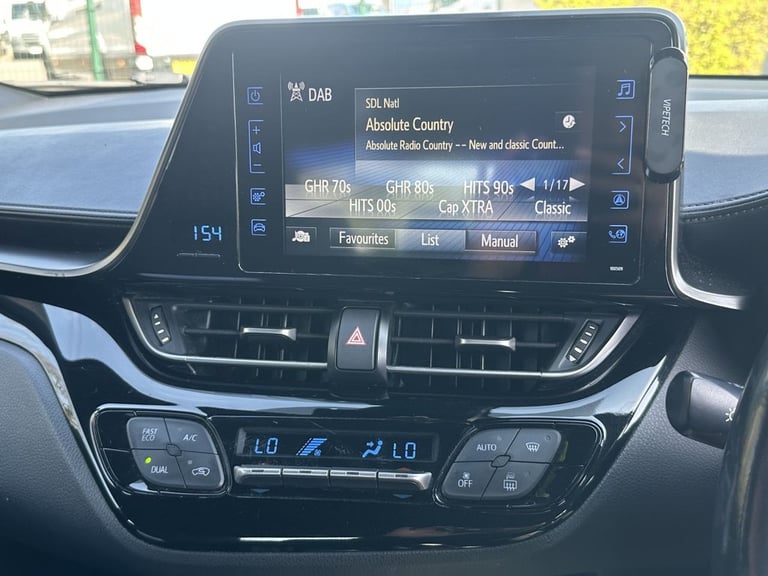 DAB
SDL Natl
Absolute Country
Absolute Radio Country -- New and classic Count...
GHR 70s GHR 80s HITS 90s 1/17
HITS 00s Cap XTRA Classic
Favourites List Manual
VIPETECH
154
FAST ECO A/C
DUAL
LO LO
AUTO
OFF